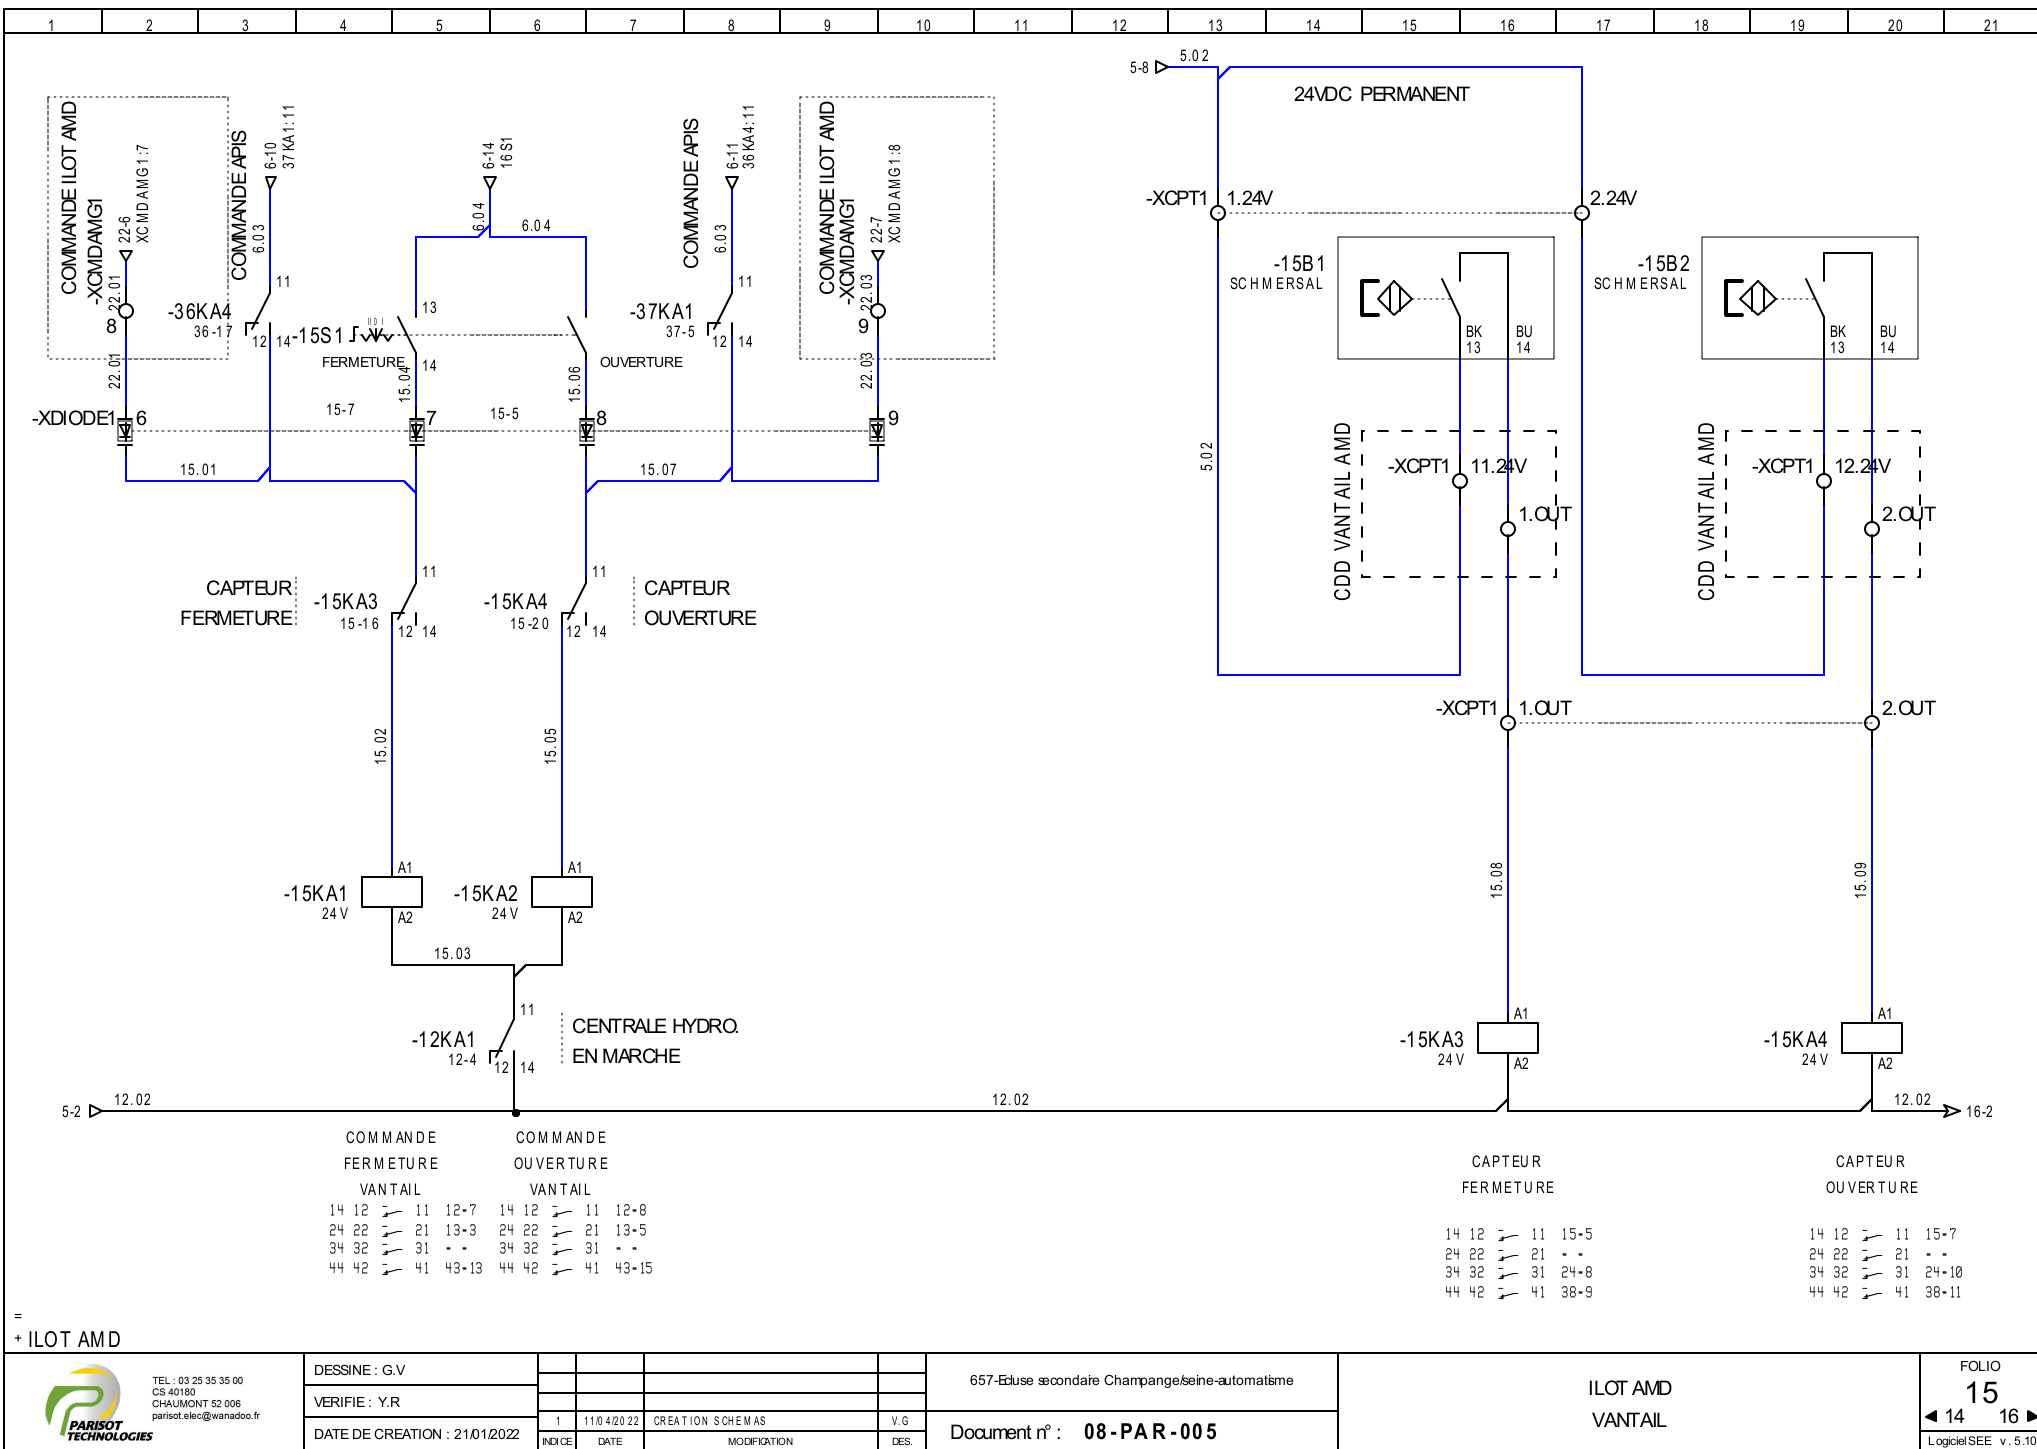 1 2 3 4 5 6 7 8 9 10 11 12 13 14 15 16 17 18 19 20 21
5-8 5.02
24VDC PERMANENT
COMMANDE ILOT AMD
-XCMDAMG1
22-6
XCMDAMG1:7
22.01
8
22.01
COMMANDE APIS
6-10
37KA1:11
6.03
11
-36KA4
36-17
12 14
6-14
16S1
6.04
6.04
13
-15S1
II 0 I
FERMETURE
14
15.04
OUVERTURE
15.06
COMMANDE APIS
6-11
36KA4:11
6.03
11
-37KA1
37-5
12 14
COMMANDE ILOT AMD
-XCMDAMG1
22-7
XCMDAMG1:8
22.03
9
22.03
-XDIODE1 6
15-7
7
15-5
8
9
15.01
15.07
CAPTEUR
FERMETURE
-15KA3
15-16
11
12 14
-15KA4
15-20
11
12 14
CAPTEUR
OUVERTURE
15.02
15.05
-15KA1
24V
A1
A2
-15KA2
24V
A1
A2
15.03
11
-12KA1
12-4
12 14
CENTRALE HYDRO.
EN MARCHE
-XCPT1 1.24V
2.24V
-15B1
SCHMERSAL
BK
13
BU
14
-15B2
SCHMERSAL
BK
13
BU
14
5.02
CDD VANTAIL AMD
-XCPT1 11.24V
1.OUT
CDD VANTAIL AMD
-XCPT1 12.24V
2.OUT
-XCPT1 1.OUT
2.OUT
15.08
15.09
-15KA3
24V
A1
A2
-15KA4
24V
A1
A2
5-2 12.02
12.02
12.02 16-2
COMMANDE
FERMETURE
VANTAIL
14 12 11 12-7
24 22 21 13-3
34 32 31 - -
44 42 41 43-13
COMMANDE
OUVERTURE
VANTAIL
14 12 11 12-8
24 22 21 13-5
34 32 31 - -
44 42 41 43-15
CAPTEUR
FERMETURE
14 12 11 15-5
24 22 21 - -
34 32 31 24-8
44 42 41 38-9
CAPTEUR
OUVERTURE
14 12 11 15-7
24 22 21 - -
34 32 31 24-10
44 42 41 38-11
=
+ ILOT AMD
PARISOT
TECHNOLOGIES
TEL : 03 25 35 35 00
CS 40180
CHAUMONT 52 006
parisot.elec@wanadoo.fr
DESSINE : G.V
VERIFIE : Y.R
DATE DE CREATION : 21/01/2022
1 11/04/2022 CREATION SCHEMAS V.G
INDICE DATE MODIFICATION DES.
657-Ecluse secondaire Champange/seine-automatisme
Document n° : 08-PAR-005
ILOT AMD
VANTAIL
FOLIO
15
14 16
Logiciel SEE v. 5.10